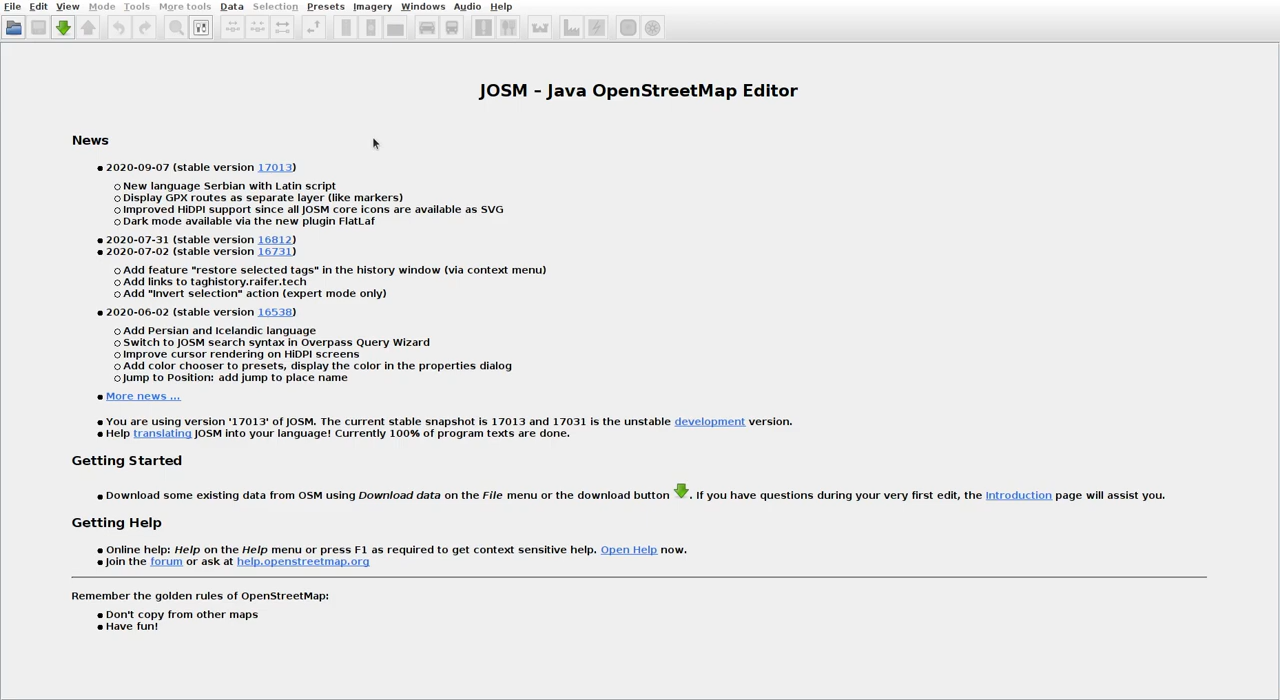 File Edit View Mode Tools More tools Data Selection Presets Imagery Windows Audio Help
JOSM – Java OpenStreetMap Editor
News
2020-09-07 (stable version 17013)
New language Serbian with Latin script
Display GPX routes as separate layer (like markers)
Improved HiDPI support since all JOSM core icons are available as SVG
Dark mode available via the new plugin FlatLaf
2020-07-31 (stable version 16812)
2020-07-02 (stable version 16731)
Add feature "restore selected tags" in the history window (via context menu)
Add links to taghistory.raifer.tech
Add "Invert selection" action (expert mode only)
2020-06-02 (stable version 16538)
Add Persian and Icelandic language
Switch to JOSM search syntax in Overpass Query Wizard
Improve cursor rendering on HiDPI screens
Add color chooser to presets, display the color in the properties dialog
Jump to Position: add jump to place name
More news ...
You are using version '17013' of JOSM. The current stable snapshot is 17013 and 17031 is the unstable development version.
Help translating JOSM into your language! Currently 100% of program texts are done.
Getting Started
Download some existing data from OSM using Download data on the File menu or the download button . If you have questions during your very first edit, the Introduction page will assist you.
Getting Help
Online help: Help on the Help menu or press F1 as required to get context sensitive help. Open Help now.
Join the forum or ask at help.openstreetmap.org
Remember the golden rules of OpenStreetMap:
Don't copy from other maps
Have fun!